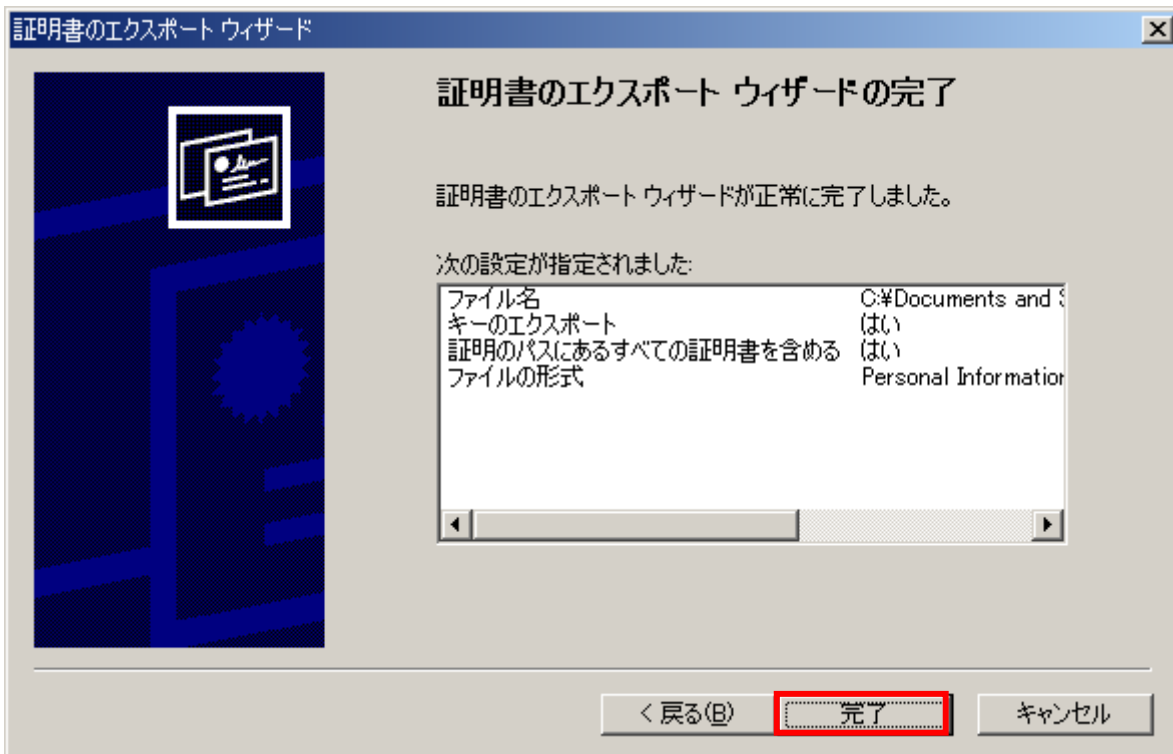 証明書のエクスポート ウィザード
証明書のエクスポート ウィザードの完了
証明書のエクスポート ウィザードが正常に完了しました。
次の設定が指定されました:
ファイル名 C:¥Documents and S
キーのエクスポート はい
証明のパスにあるすべての証明書を含める はい
ファイルの形式 Personal Information
< 戻る(B) 完了 キャンセル